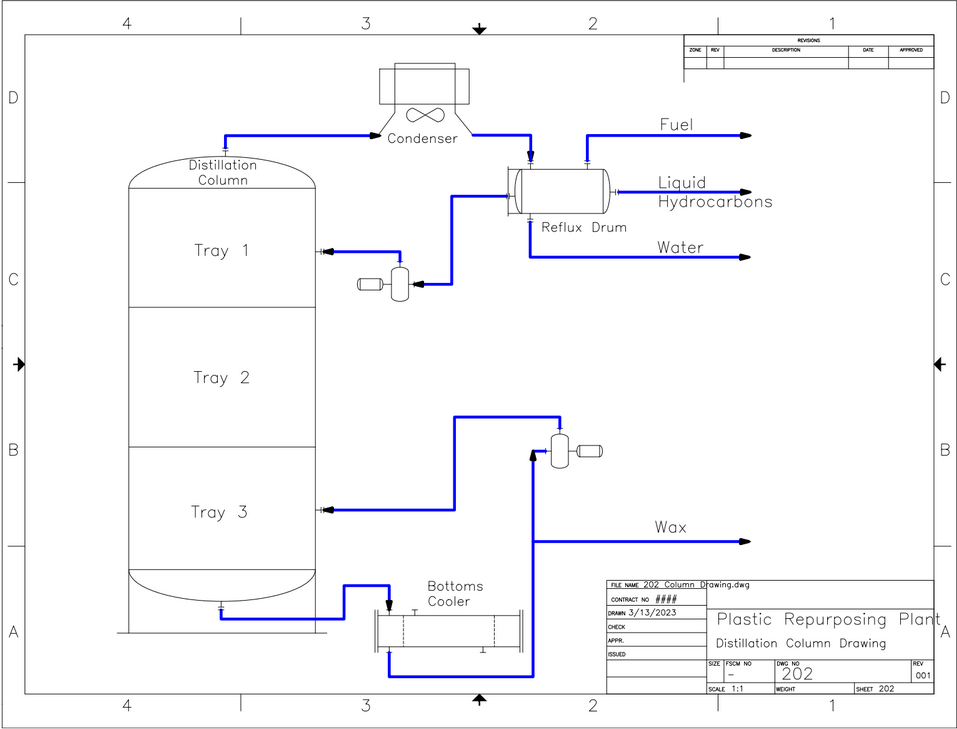 4 3 2 1
REVISIONS
ZONE REV DESCRIPTION DATE APPROVED
D D
Fuel
Condenser
Distillation
Column
Liquid
Hydrocarbons
Reflux Drum
Tray 1
Water
C C
Tray 2
B B
Tray 3
Wax
Bottoms
Cooler
FILE NAME 202 Column Drawing.dwg
CONTRACT NO ####
DRAWN 3/13/2023
CHECK
APPR.
ISSUED
Plastic Repurposing Plant
Distillation Column Drawing
A A
SIZE FSCM NO DWG NO REV
- 202 001
SCALE 1:1 WEIGHT SHEET 202
4 3 2 1